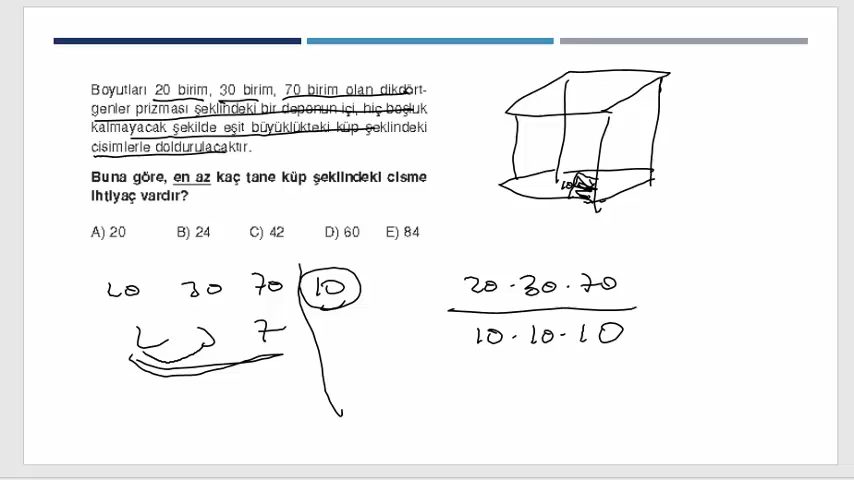 Boyutları 20 birim, 30 birim, 70 birim olan dikdört-
genler prizması şeklindeki bir deponun içi, hiç boşluk
kalmayacak şekilde eşit büyüklükteki küp şeklindeki
cisimlerle doldurulacaktır.
Buna göre, en az kaç tane küp şeklindeki cisme
ihtiyaç vardır?
A) 20 B) 24 C) 42 D) 60 E) 84
10
20 30 70 10
2 3 7
20 · 30 · 70
10 · 10 · 10